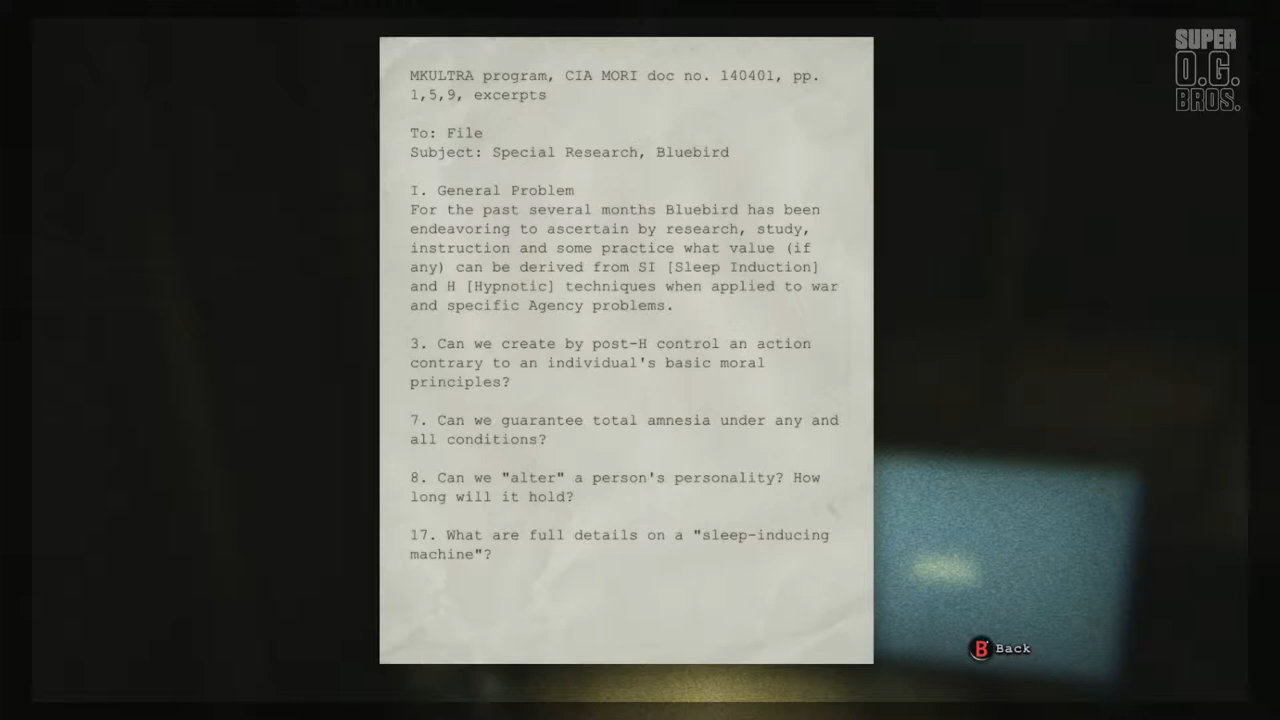 SUPER
O.G.
BROS.
MKULTRA program, CIA MORI doc no. 140401, pp.
1,5,9, excerpts
To: File
Subject: Special Research, Bluebird
I. General Problem
For the past several months Bluebird has been
endeavoring to ascertain by research, study,
instruction and some practice what value (if
any) can be derived from SI [Sleep Induction]
and H [Hypnotic] techniques when applied to war
and specific Agency problems.
3. Can we create by post-H control an action
contrary to an individual's basic moral
principles?
7. Can we guarantee total amnesia under any and
all conditions?
8. Can we "alter" a person's personality? How
long will it hold?
17. What are full details on a "sleep-inducing
machine"?
B Back